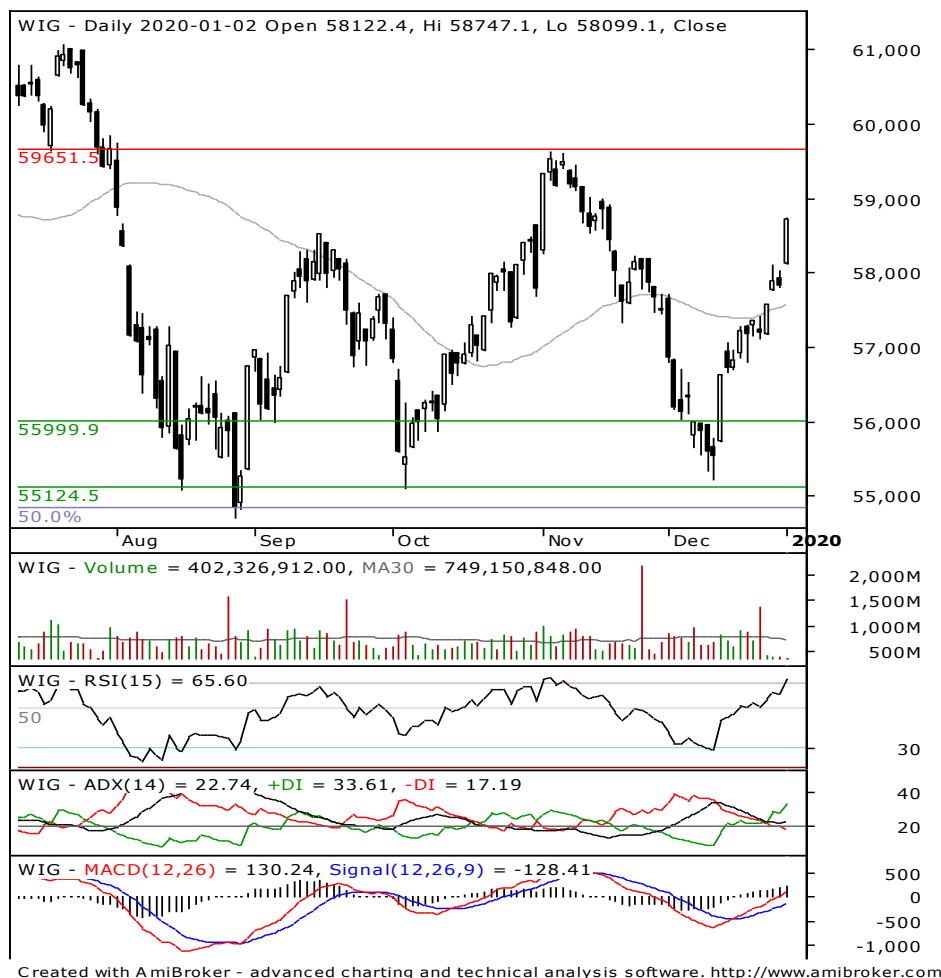 WIG - Daily 2020-01-02 Open 58122.4, Hi 58747.1, Lo 58099.1, Close
61,000
60,000
59651.5
59,000
58,000
57,000
56,000
55999.9
55,000
55124.5
50.0%
Aug Sep Oct Nov Dec 2020
WIG - Volume = 402,326,912.00, MA30 = 749,150,848.00
2,000M
1,500M
1,000M
500M
WIG - RSI(15) = 65.60
50
30
WIG - ADX(14) = 22.74, +DI = 33.61, -DI = 17.19
40
20
WIG - MACD(12,26) = 130.24, Signal(12,26,9) = -128.41
500
0
-500
-1,000
Created with AmiBroker - advanced charting and technical analysis software. http://www.amibroker.com